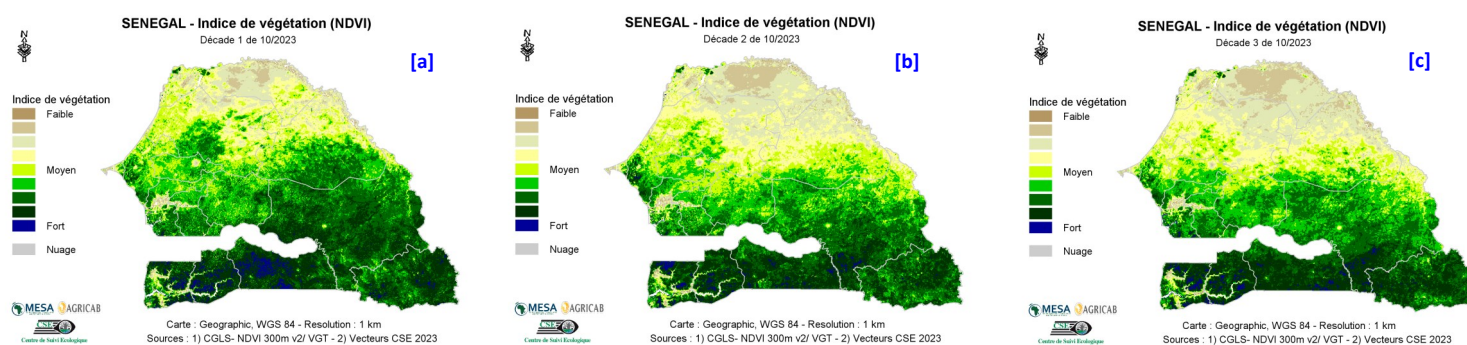 SENEGAL - Indice de végétation (NDVI)
Décade 1 de 10/2023
[a]
N
Indice de végétation
Faible
Moyen
Fort
Nuage
MESA AGRICAB
CSE
Centre de Suivi Ecologique
Carte : Geographic, WGS 84 - Resolution : 1 km
Sources : 1) CGLS- NDVI 300m v2/ VGT - 2) Vecteurs CSE 2023
SENEGAL - Indice de végétation (NDVI)
Décade 2 de 10/2023
[b]
N
Indice de végétation
Faible
Moyen
Fort
Nuage
MESA AGRICAB
CSE
Centre de Suivi Ecologique
Carte : Geographic, WGS 84 - Resolution : 1 km
Sources : 1) CGLS- NDVI 300m v2/ VGT - 2) Vecteurs CSE 2023
SENEGAL - Indice de végétation (NDVI)
Décade 3 de 10/2023
[c]
N
Indice de végétation
Faible
Moyen
Fort
Nuage
MESA AGRICAB
CSE
Centre de Suivi Ecologique
Carte : Geographic, WGS 84 - Resolution : 1 km
Sources : 1) CGLS- NDVI 300m v2/ VGT - 2) Vecteurs CSE 2023